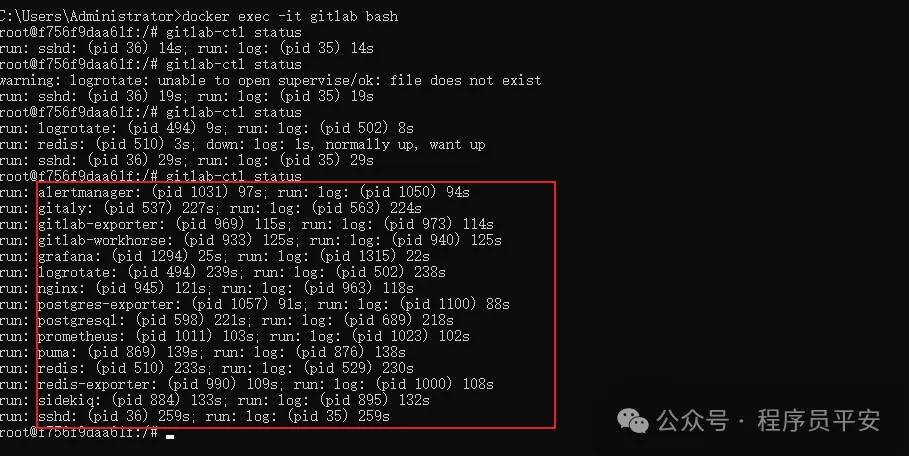 C:\Users\Administrator>docker exec -it gitlab bash
root@f756f9daa61f:/# gitlab-ctl status
run: sshd: (pid 36) 14s; run: log: (pid 35) 14s
root@f756f9daa61f:/# gitlab-ctl status
warning: logrotate: unable to open supervise/ok: file does not exist
run: sshd: (pid 36) 19s; run: log: (pid 35) 19s
root@f756f9daa61f:/# gitlab-ctl status
run: logrotate: (pid 494) 9s; run: log: (pid 502) 8s
run: redis: (pid 510) 3s; down: log: 1s, normally up, want up
run: sshd: (pid 36) 29s; run: log: (pid 35) 29s
root@f756f9daa61f:/# gitlab-ctl status
run: alertmanager: (pid 1031) 97s; run: log: (pid 1050) 94s
run: gitaly: (pid 537) 227s; run: log: (pid 563) 224s
run: gitlab-exporter: (pid 969) 115s; run: log: (pid 973) 114s
run: gitlab-workhorse: (pid 933) 125s; run: log: (pid 940) 125s
run: grafana: (pid 1294) 25s; run: log: (pid 1315) 22s
run: logrotate: (pid 494) 239s; run: log: (pid 502) 238s
run: nginx: (pid 945) 121s; run: log: (pid 963) 118s
run: postgres-exporter: (pid 1057) 91s; run: log: (pid 1100) 88s
run: postgresql: (pid 598) 221s; run: log: (pid 689) 218s
run: prometheus: (pid 1011) 103s; run: log: (pid 1023) 102s
run: puma: (pid 869) 139s; run: log: (pid 876) 138s
run: redis: (pid 510) 233s; run: log: (pid 529) 230s
run: redis-exporter: (pid 990) 109s; run: log: (pid 1000) 108s
run: sidekiq: (pid 884) 133s; run: log: (pid 895) 132s
run: sshd: (pid 36) 259s; run: log: (pid 35) 259s
root@f756f9daa61f:/#
公众号 · 程序员平安